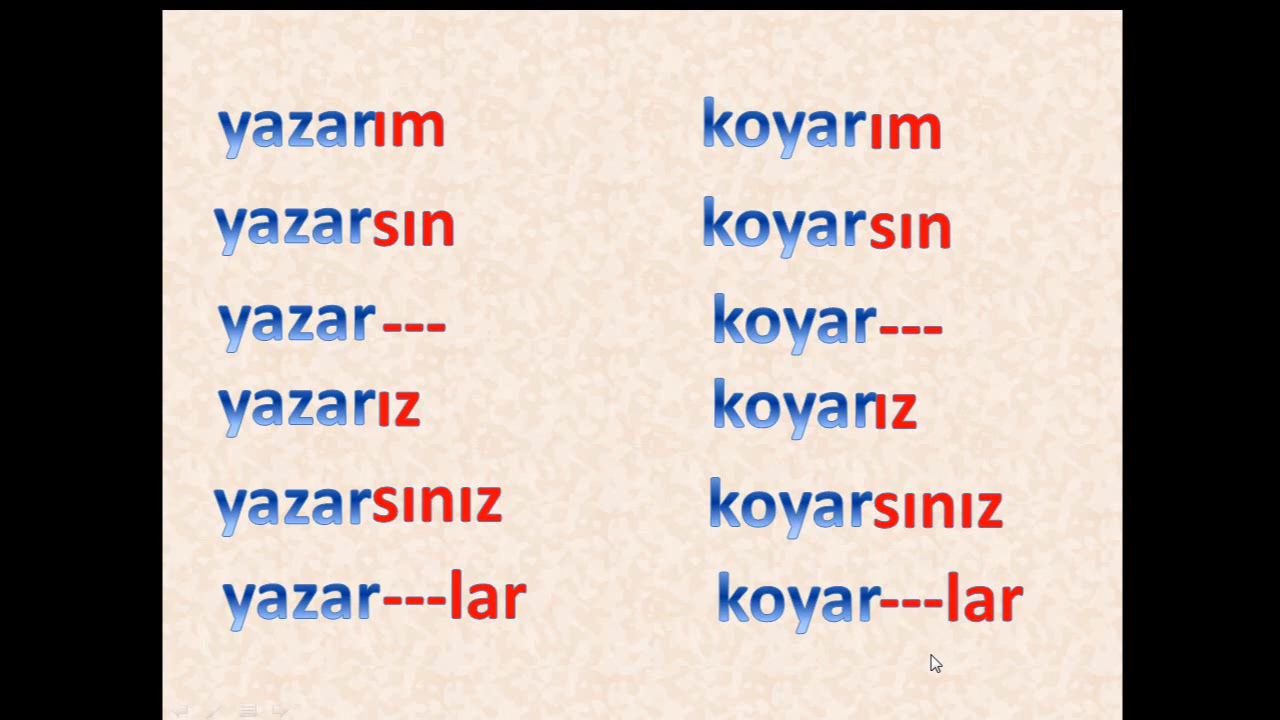 yazarım koyarım
yazarsın koyarsın
yazar--- koyar---
yazarız koyarız
yazarsınız koyarsınız
yazar---lar koyar---lar